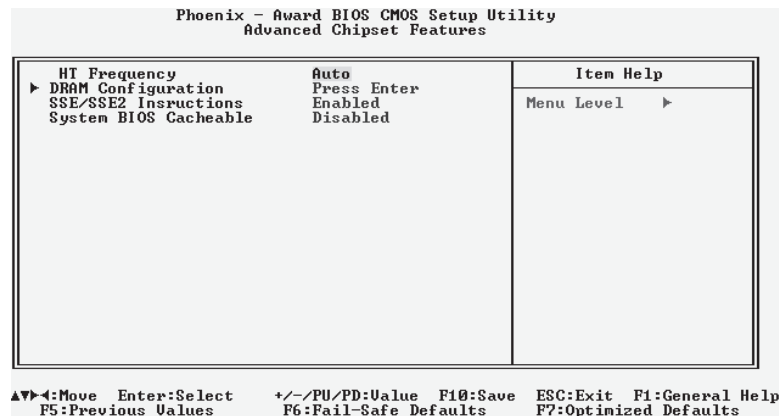 Phoenix - Award BIOS CMOS Setup Utility
Advanced Chipset Features
HT Frequency Auto
▶ DRAM Configuration Press Enter
SSE/SSE2 Insructions Enabled
System BIOS Cacheable Disabled
Item Help
Menu Level ▶
▲▼▶◀:Move Enter:Select +/-/PU/PD:Value F10:Save ESC:Exit F1:General Help
F5:Previous Values F6:Fail-Safe Defaults F7:Optimized Defaults